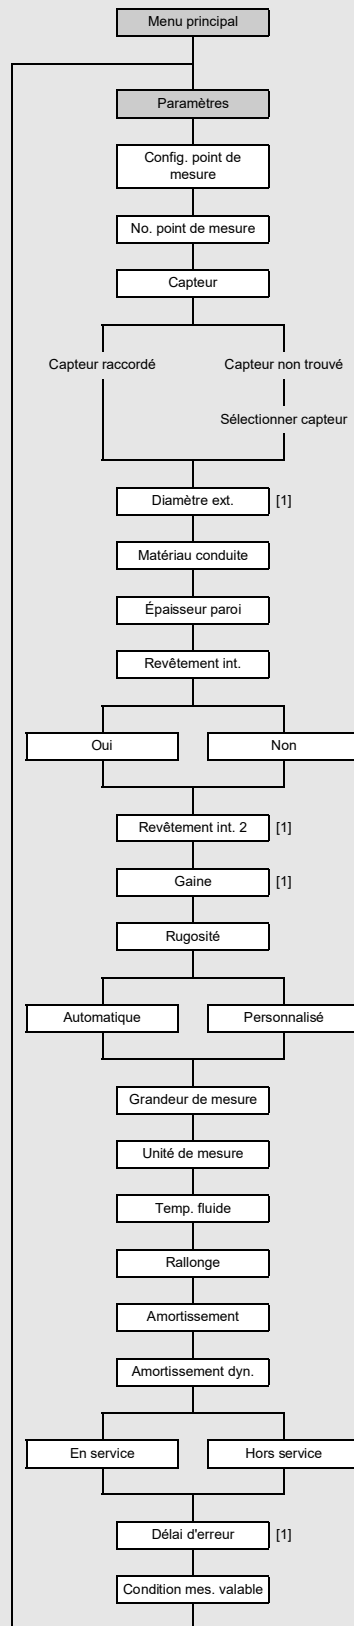 Menu principal
Paramètres
Config. point de
mesure
No. point de mesure
Capteur
Capteur raccordé
Capteur non trouvé
Sélectionner capteur
Diamètre ext. [1]
Matériau conduite
Épaisseur paroi
Revêtement int.
Oui
Non
Revêtement int. 2 [1]
Gaine [1]
Rugosité
Automatique
Personnalisé
Grandeur de mesure
Unité de mesure
Temp. fluide
Rallonge
Amortissement
Amortissement dyn.
En service
Hors service
Délai d'erreur [1]
Condition mes. valable